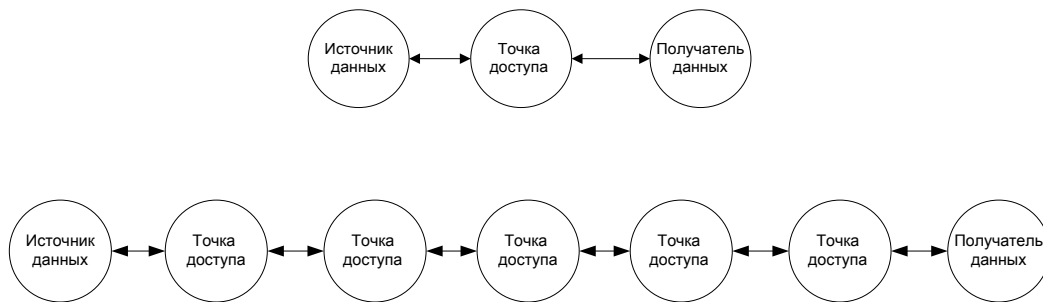 Источник
данных
Точка
доступа
Получатель
данных
Источник
данных
Точка
доступа
Точка
доступа
Точка
доступа
Точка
доступа
Точка
доступа
Получатель
данных